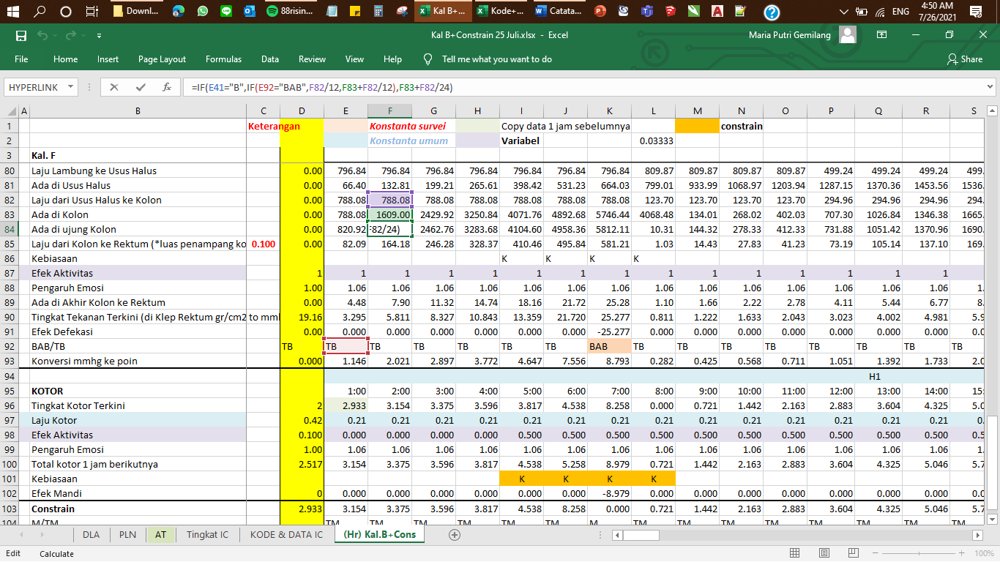 Downl...
88risin...
Kal B+...
Kode+...
Catata...
ENG
4:50 AM
7/26/2021
Kal B+Constrain 25 Juli.xlsx - Excel
Maria Putri Gemilang
File Home Insert Page Layout Formulas Data Review View Help Tell me what you want to do Share
HYPERLINK fx =IF(E41="B",IF(E92="BAB",F82/12,F83+F82/12),F83+F82/24)
A B C D E F G H I J K L M N O P Q R S
1 Keterangan Konstanta survei Copy data 1 jam sebelumnya constrain
2 Konstanta umum Variabel 0.03333
3 Kal. F
80 Laju Lambung ke Usus Halus 0.00 796.84 796.84 796.84 796.84 796.84 796.84 796.84 809.87 809.87 809.87 809.87 499.24 499.24 499.24 499.
81 Ada di Usus Halus 0.00 66.40 132.81 199.21 265.61 398.42 531.23 664.03 799.01 933.99 1068.97 1203.94 1287.15 1370.36 1453.56 1536.
82 Laju dari Usus Halus ke Kolon 0.00 788.08 788.08 788.08 788.08 788.08 788.08 788.08 123.70 123.70 123.70 123.70 294.96 294.96 294.96 294.
83 Ada di Kolon 0.00 788.08 1609.00 2429.92 3250.84 4071.76 4892.68 5746.44 4068.48 134.01 268.02 402.03 707.30 1026.84 1346.38 1665.
84 Ada di ujung Kolon 0.00 820.92 F82/24) 2462.76 3283.68 4104.60 4958.36 5812.11 10.31 144.32 278.33 412.33 731.88 1051.42 1370.96 1690.
85 Laju dari Kolon ke Rektum (*luas penampang ko 0.100 0.00 82.09 164.18 246.28 328.37 410.46 495.84 581.21 1.03 14.43 27.83 41.23 73.19 105.14 137.10 169.
86 Kebiasaan K K K K
87 Efek Aktivitas 1 1 1 1 1 1 1 1 1 1 1 1 1 1 1
88 Pengaruh Emosi 1.00 1.06 1.06 1.06 1.06 1.06 1.06 1.06 1.06 1.06 1.06 1.06 1.06 1.06 1.06 1.
89 Ada di Akhir Kolon ke Rektum 0.00 4.48 7.90 11.32 14.74 18.16 21.72 25.28 1.10 1.66 2.22 2.78 4.11 5.44 6.77 8.
90 Tingkat Tekanan Terkini (di Klep Rektum gr/cm2 to mml 19.16 3.295 5.811 8.327 10.843 13.359 21.720 25.277 0.811 1.222 1.633 2.043 3.023 4.002 4.981 5.9
91 Efek Defekasi 0.00 0.000 0.000 0.000 0.000 0.000 0.000 -25.277 0.000 0.000 0.000 0.000 0.000 0.000 0.000 0.0
92 BAB/TB TB TB TB TB TB TB TB BAB TB TB TB TB TB TB TB TB
93 Konversi mmhg ke poin 0.000 1.146 2.021 2.897 3.772 4.647 7.556 8.793 0.282 0.425 0.568 0.711 1.051 1.392 1.733 2.0
94 H1
95 KOTOR 1:00 2:00 3:00 4:00 5:00 6:00 7:00 8:00 9:00 10:00 11:00 12:00 13:00 14:00 15:
96 Tingkat Kotor Terkini 2 2.933 3.154 3.375 3.596 3.817 4.538 8.258 0.000 0.721 1.442 2.163 2.883 3.604 4.325 5.0
97 Laju Kotor 0.42 0.21 0.21 0.21 0.21 0.21 0.21 0.21 0.21 0.21 0.21 0.21 0.21 0.21 0.21 0.
98 Efek Aktivitas 0.100 0.000 0.000 0.000 0.000 0.500 0.500 0.500 0.500 0.500 0.500 0.500 0.500 0.500 0.500 0.5
99 Pengaruh Emosi 1.00 1.06 1.06 1.06 1.06 1.06 1.06 1.06 1.06 1.06 1.06 1.06 1.06 1.06 1.06 1.
100 Total kotor 1 jam berikutnya 2.517 3.154 3.375 3.596 3.817 4.538 5.258 8.979 0.721 1.442 2.163 2.883 3.604 4.325 5.046 5.7
101 Kebiasaan K K K K
102 Efek Mandi 0 0.000 0.000 0.000 0.000 0.000 0.000 -8.979 0.000 0.000 0.000 0.000 0.000 0.000 0.000 0.0
103 Constrain 2.933 3.154 3.375 3.596 3.817 4.538 8.258 0.000 0.721 1.442 2.163 2.883 3.604 4.325 5.046 5.7
104 M/TM TM TM TM TM TM TM M TM TM TM TM TM TM TM TM
DLA PLN AT Tingkat IC KODE & DATA IC (Hr) Kal.B+Cons
Edit Calculate 100%